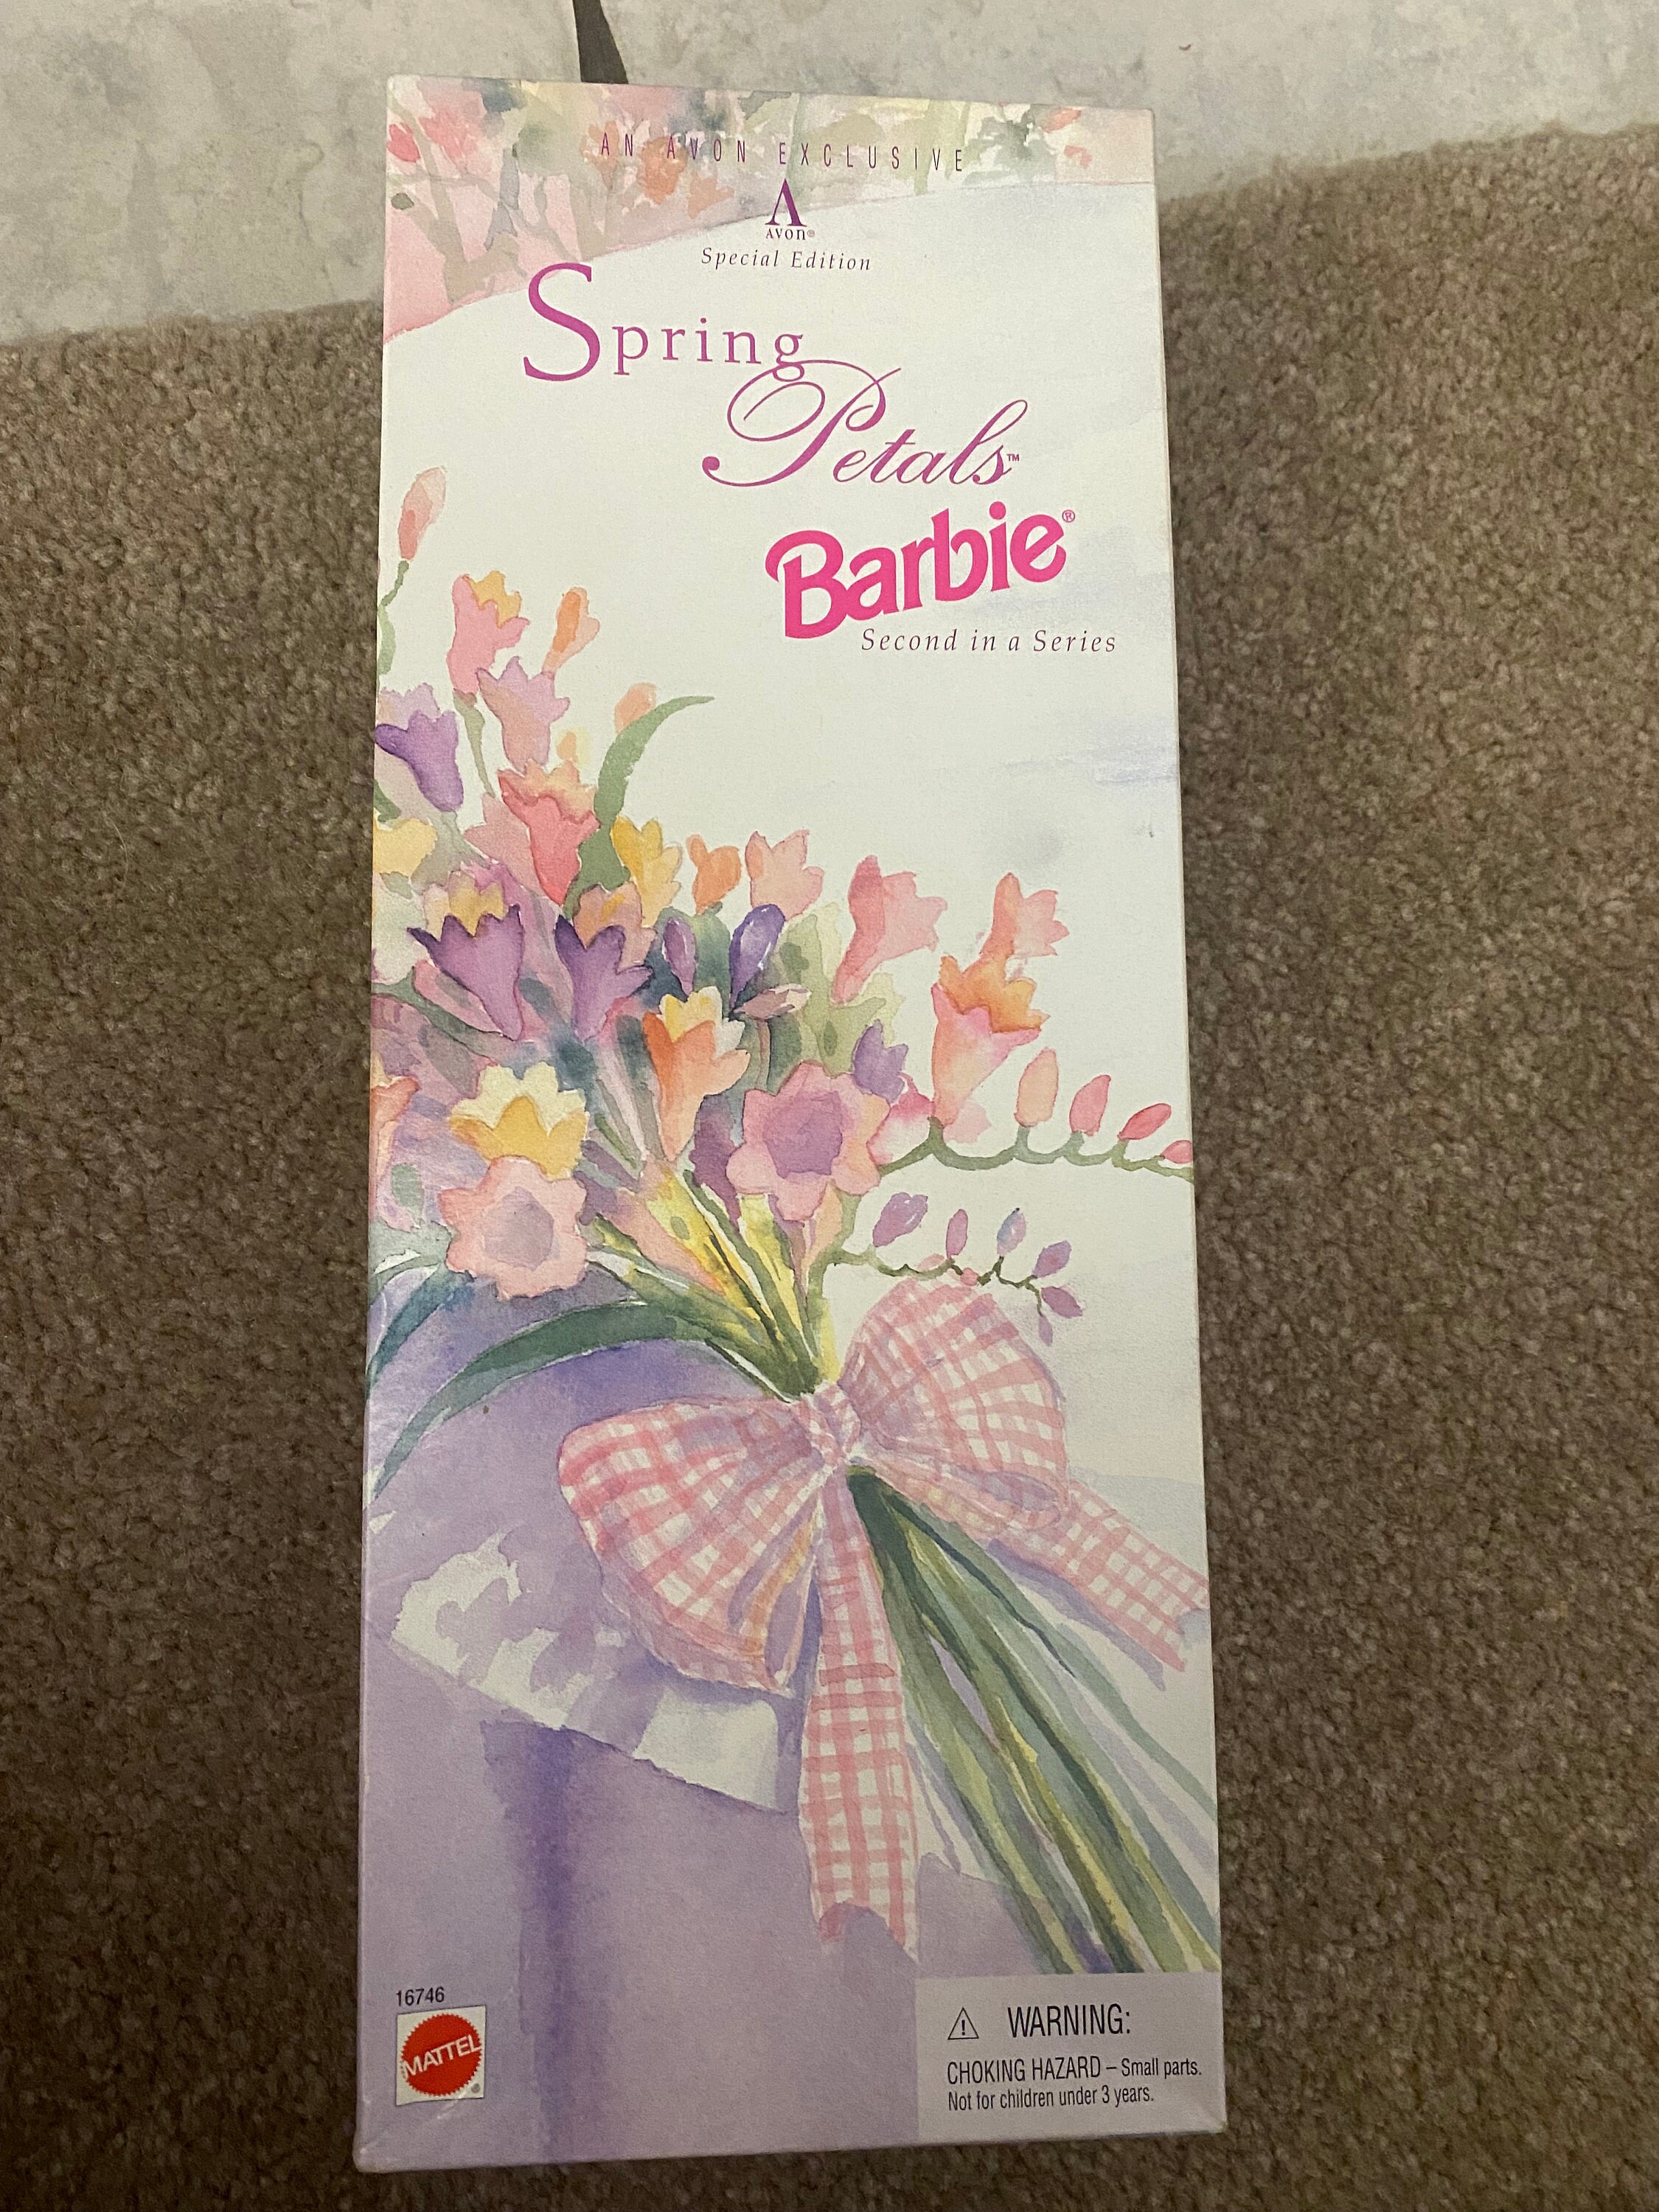 AN AVON EXCLUSIVE
AVON®
Special Edition
Spring
Petals™
Barbie®
Second in a Series
16746
MATTEL
⚠ WARNING:
CHOKING HAZARD – Small parts.
Not for children under 3 years.